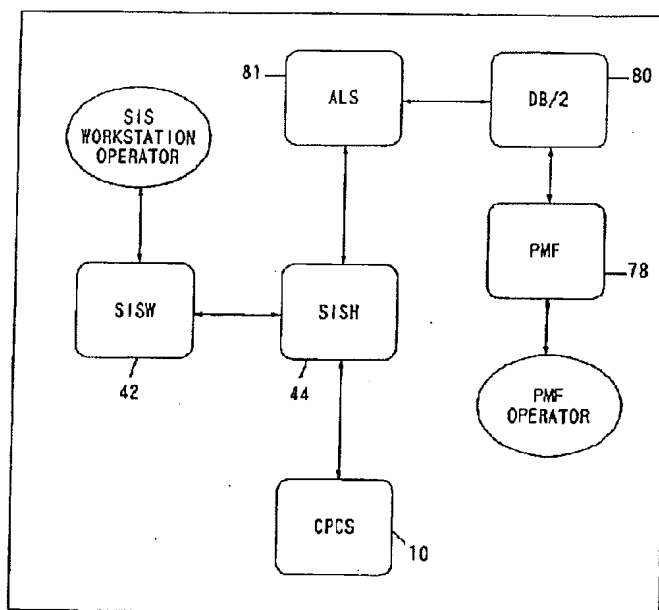 81
ALS
DB/2
80
SIS
WORKSTATION
OPERATOR
PMF
78
SISW
SISH
42
44
PMF
OPERATOR
CPCS
10